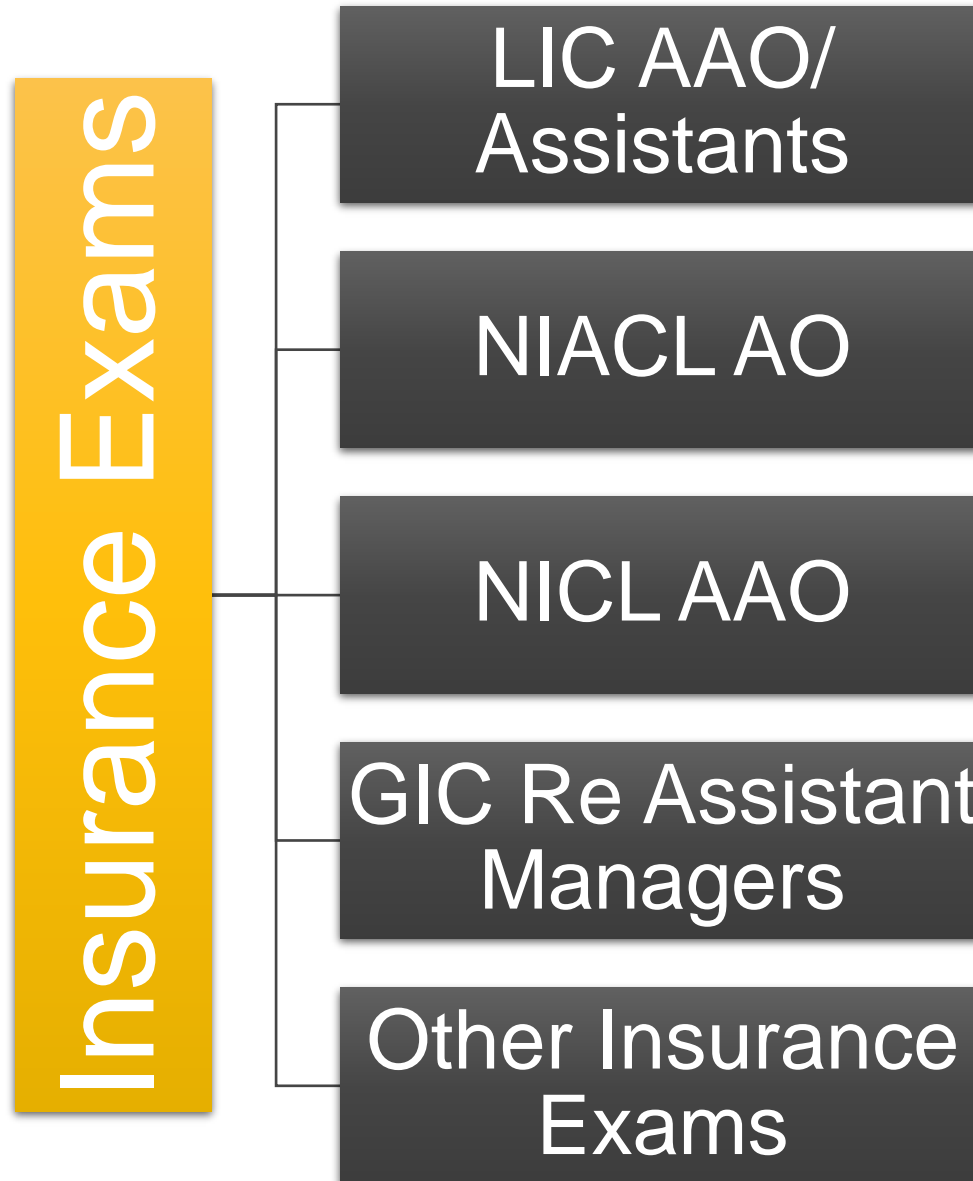 Insurance Exams
LIC AAO/
Assistants
NIACL AO
NICL AAO
GIC Re Assistant
Managers
Other Insurance
Exams